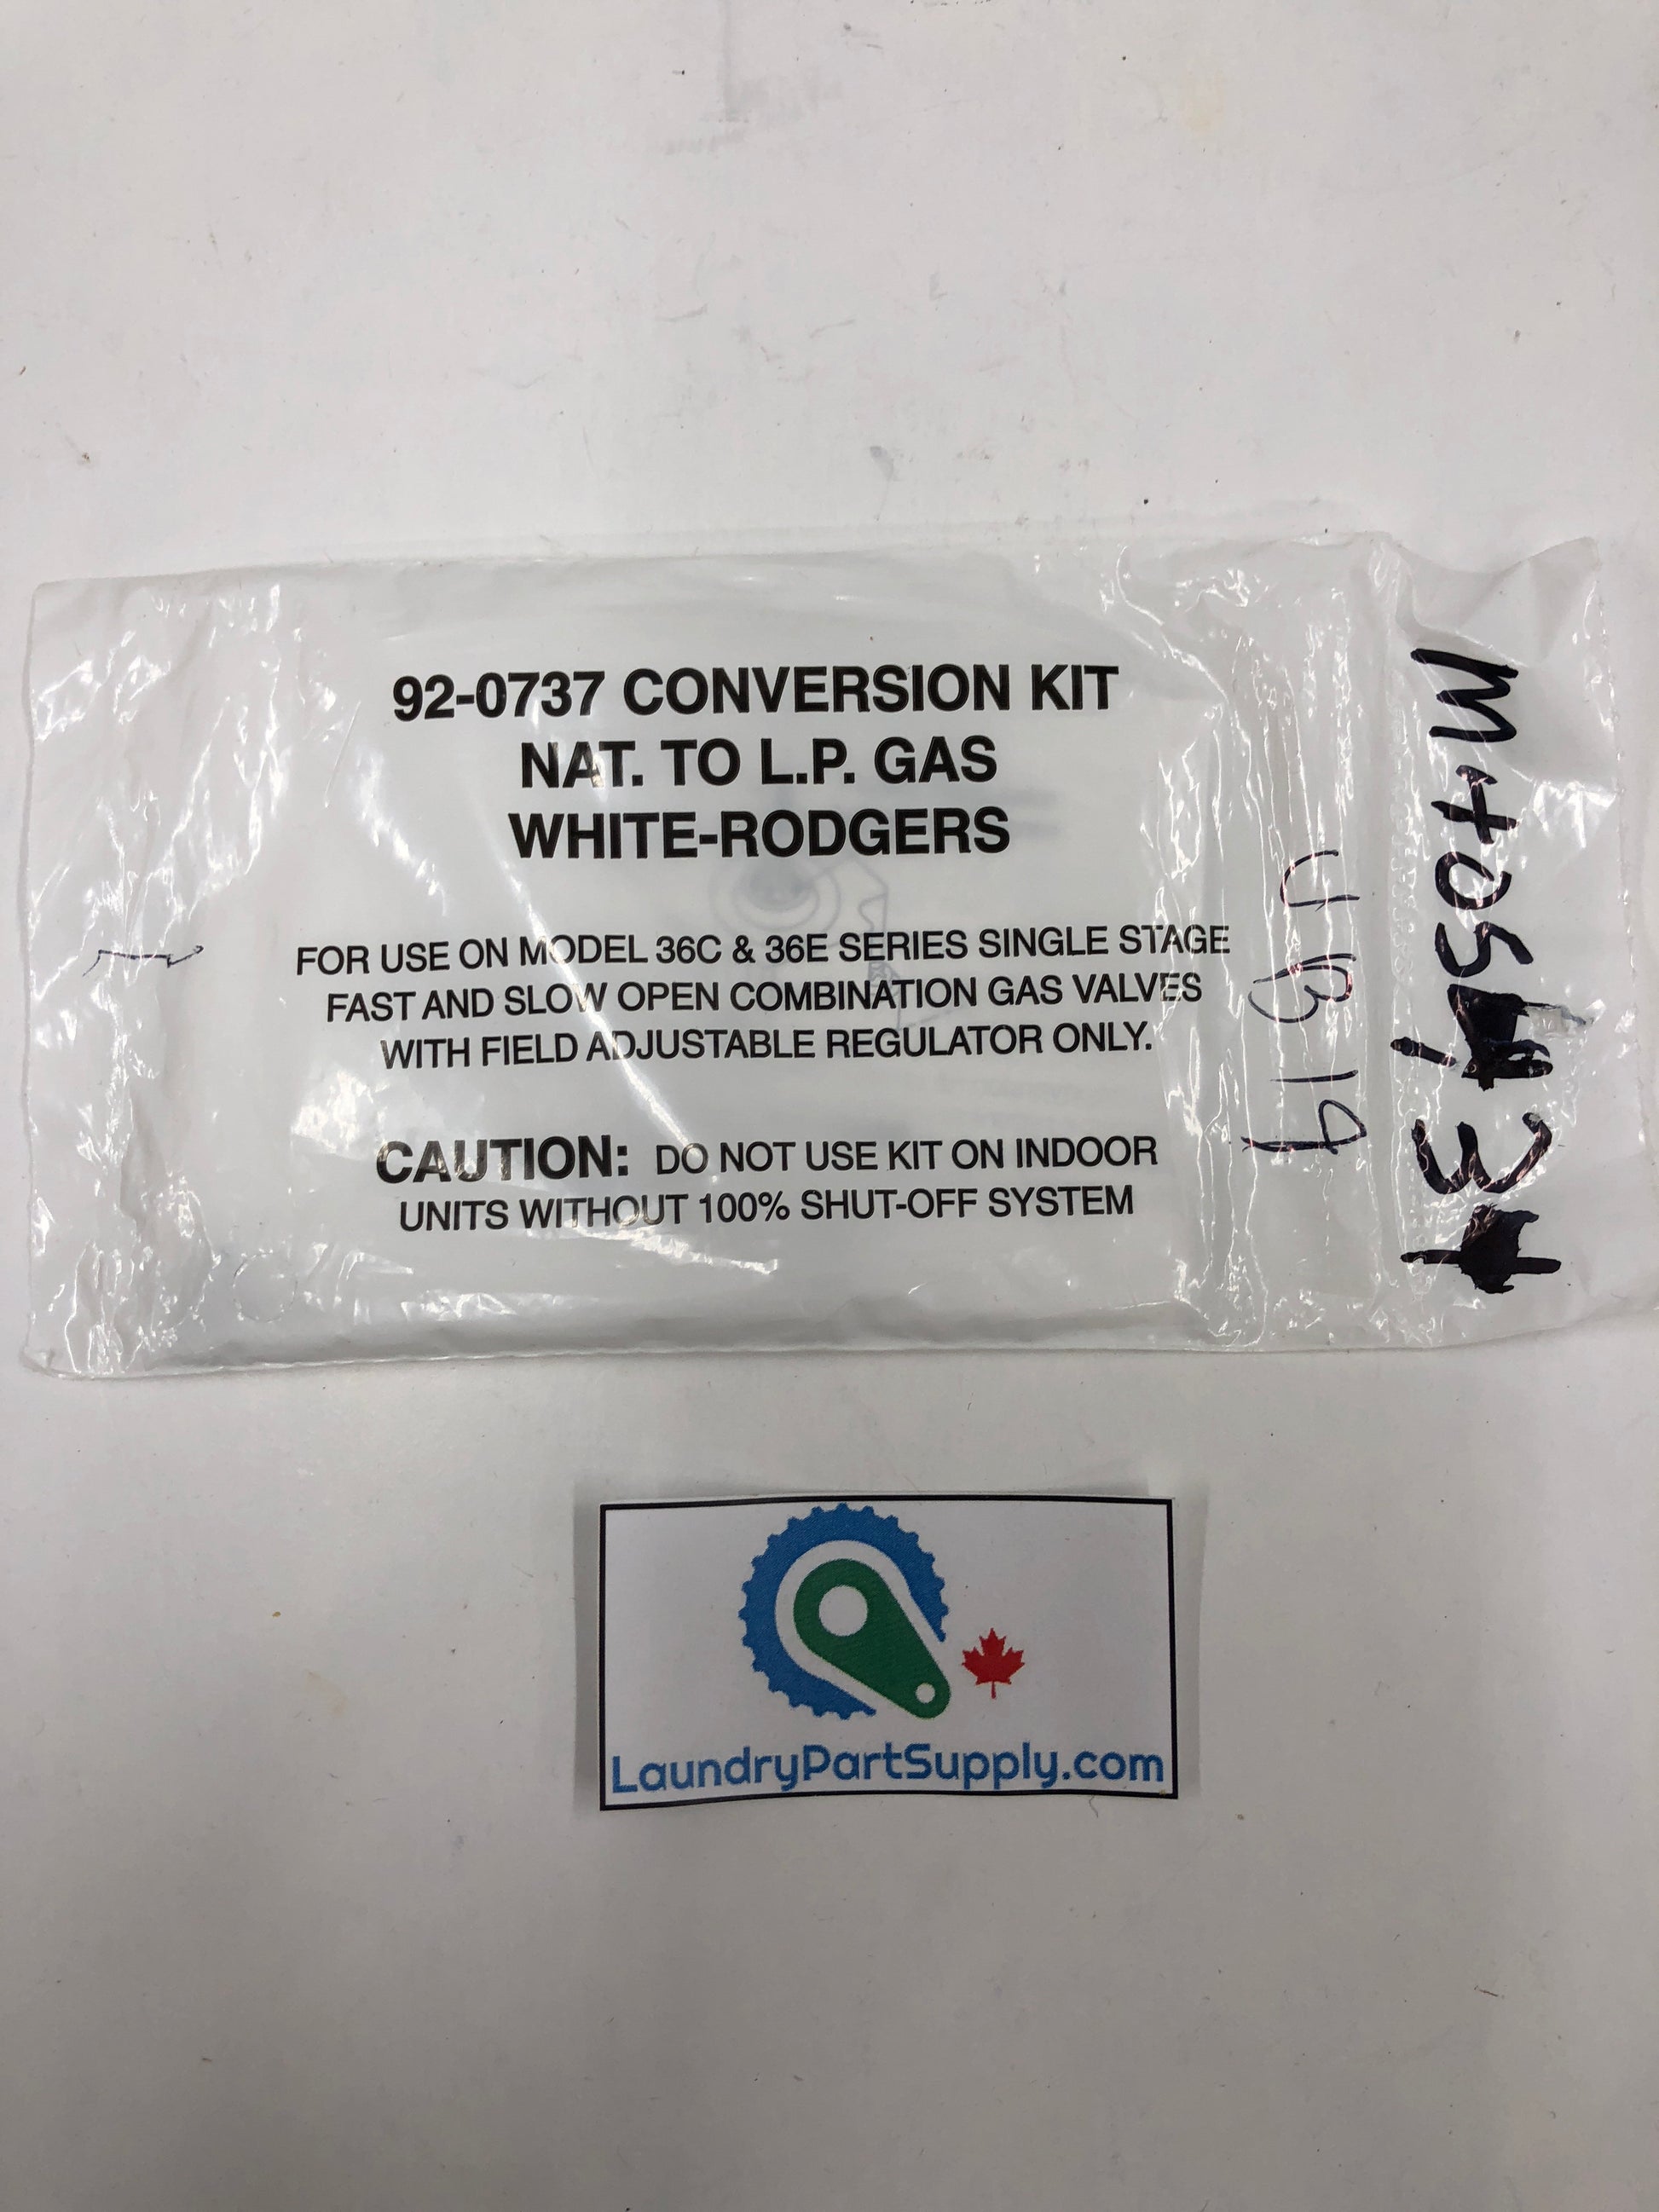 92-0737 CONVERSION KIT
NAT. TO L.P. GAS
WHITE-RODGERS
FOR USE ON MODEL 36C & 36E SERIES SINGLE STAGE
FAST AND SLOW OPEN COMBINATION GAS VALVES
WITH FIELD ADJUSTABLE REGULATOR ONLY.
CAUTION: DO NOT USE KIT ON INDOOR
UNITS WITHOUT 100% SHUT-OFF SYSTEM
LaundryPartSupply.com